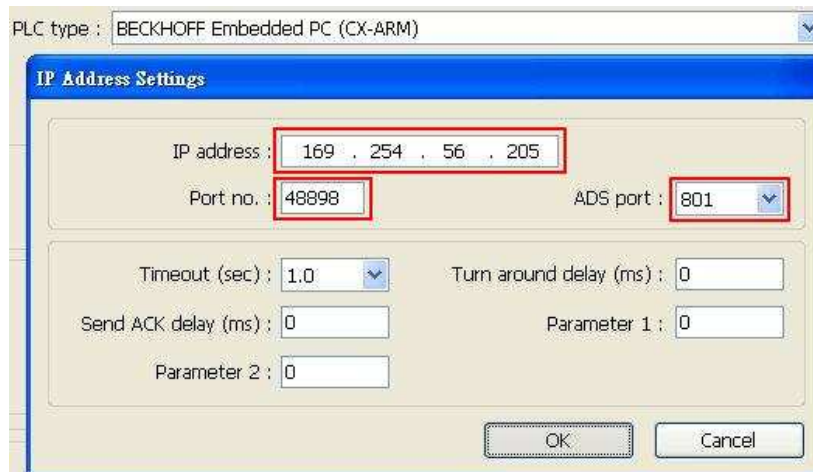 PLC type : BECKHOFF Embedded PC (CX-ARM)
IP Address Settings
IP address : 169 . 254 . 56 . 205
Port no. : 48898 ADS port : 801
Timeout (sec) : 1.0 Turn around delay (ms) : 0
Send ACK delay (ms) : 0 Parameter 1 : 0
Parameter 2 : 0
OK Cancel